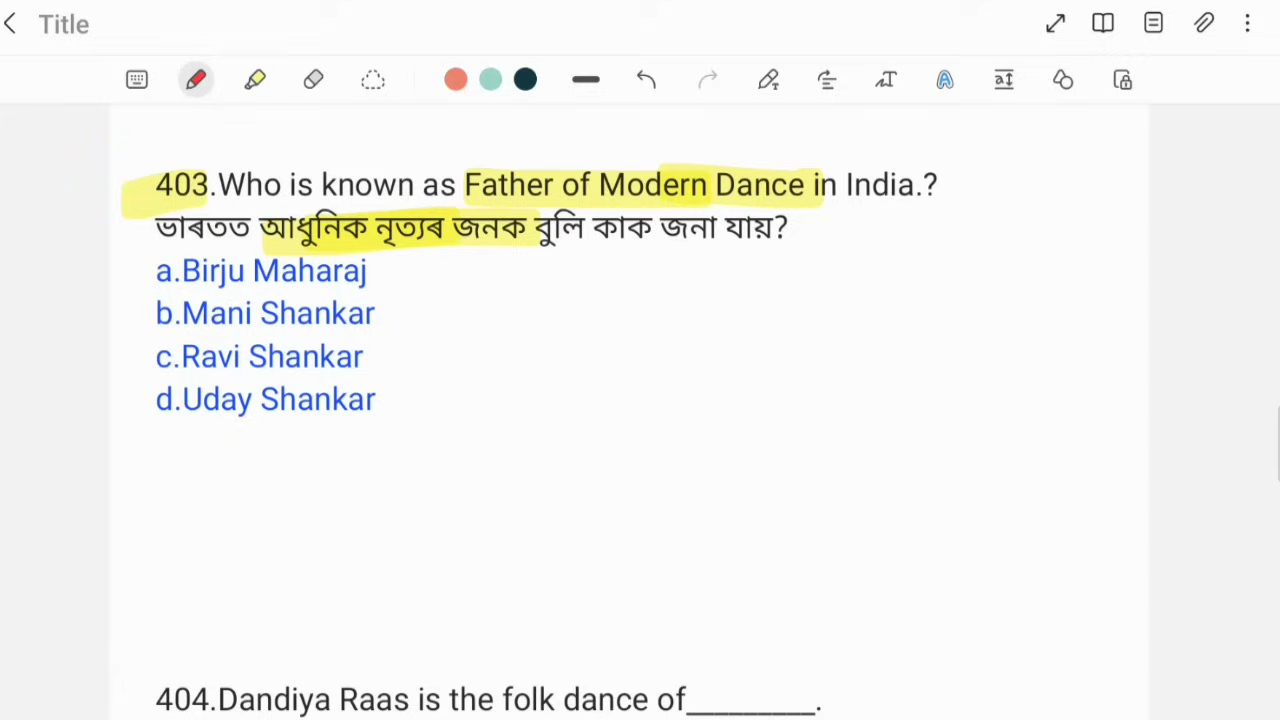 Title
403.Who is known as Father of Modern Dance in India.?
ভাৰতত আধুনিক নৃত্যৰ জনক বুলি কাক জনা যায়?
a.Birju Maharaj
b.Mani Shankar
c.Ravi Shankar
d.Uday Shankar
404.Dandiya Raas is the folk dance of_________.